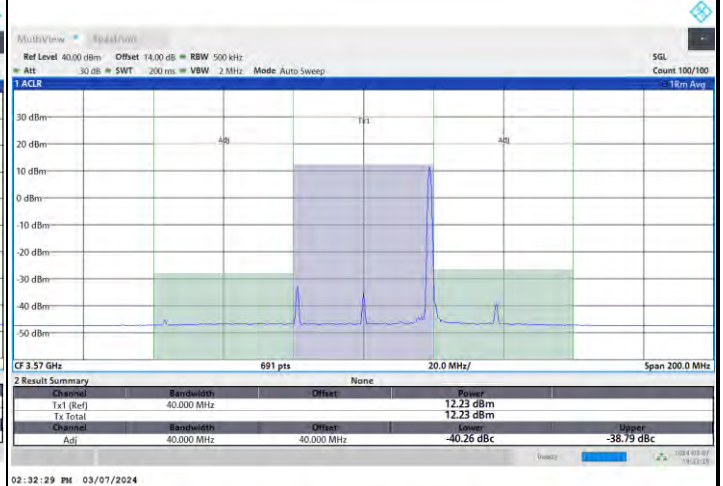 MultiView Spectrum
Ref Level 40.00 dBm Offset 14.00 dB RBW 500 kHz SGL
Att 30 dB SWT 200 ms VBW 2 MHz Mode Auto Sweep Count 100/100
1 ACLR 1Rm Avg
30 dBm
Tx1
20 dBm
Adj Adj
10 dBm
0 dBm
-10 dBm
-20 dBm
-30 dBm
-40 dBm
-50 dBm
CF 3.57 GHz 691 pts 20.0 MHz/ Span 200.0 MHz
2 Result Summary None
Channel Bandwidth Offset Power
Tx1 (Ref) 40.000 MHz 12.23 dBm
Tx Total 12.23 dBm
Channel Bandwidth Offset Lower Upper
Adj 40.000 MHz 40.000 MHz -40.26 dBc -38.79 dBc
02:32:29 PM 03/07/2024